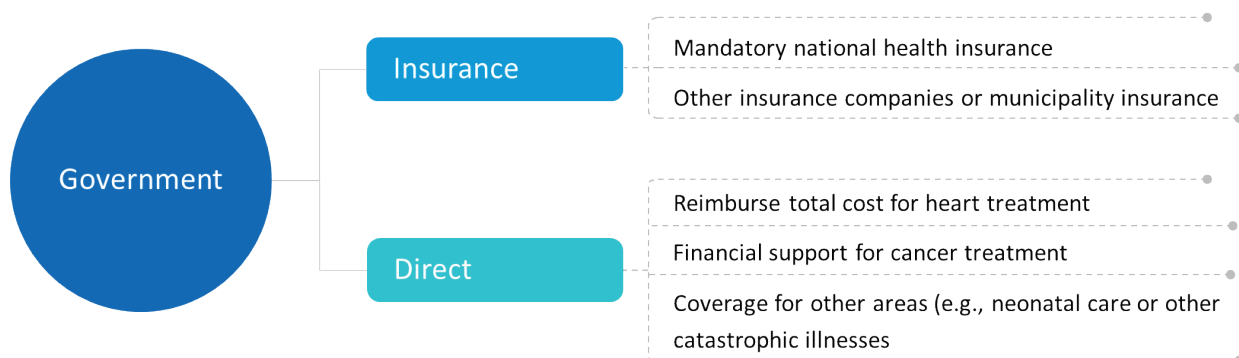 Government
Insurance
Mandatory national health insurance
Other insurance companies or municipality insurance
Direct
Reimburse total cost for heart treatment
Financial support for cancer treatment
Coverage for other areas (e.g., neonatal care or other
catastrophic illnesses